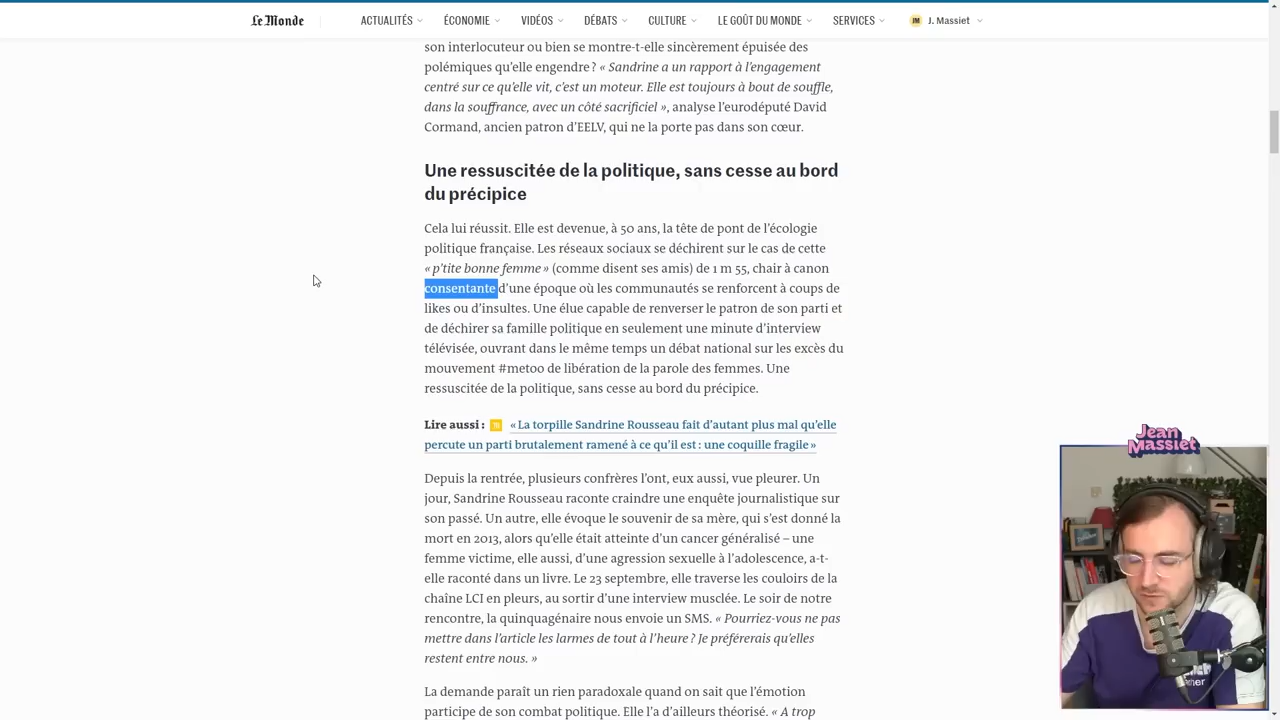 Le Monde
ACTUALITÉS
ÉCONOMIE
VIDÉOS
DÉBATS
CULTURE
LE GOÛT DU MONDE
SERVICES
JM
J. Massiet
son interlocuteur ou bien se montre-t-elle sincèrement épuisée des
polémiques qu’elle engendre ? « Sandrine a un rapport à l’engagement
centré sur ce qu’elle vit, c’est un moteur. Elle est toujours à bout de souffle,
dans la souffrance, avec un côté sacrificiel », analyse l’eurodéputé David
Cormand, ancien patron d’EELV, qui ne la porte pas dans son cœur.
Une ressuscitée de la politique, sans cesse au bord
du précipice
Cela lui réussit. Elle est devenue, à 50 ans, la tête de pont de l’écologie
politique française. Les réseaux sociaux se déchirent sur le cas de cette
« p’tite bonne femme » (comme disent ses amis) de 1 m 55, chair à canon
consentante d’une époque où les communautés se renforcent à coups de
likes ou d’insultes. Une élue capable de renverser le patron de son parti et
de déchirer sa famille politique en seulement une minute d’interview
télévisée, ouvrant dans le même temps un débat national sur les excès du
mouvement #metoo de libération de la parole des femmes. Une
ressuscitée de la politique, sans cesse au bord du précipice.
Lire aussi : « La torpille Sandrine Rousseau fait d’autant plus mal qu’elle
percute un parti brutalement ramené à ce qu’il est : une coquille fragile »
Depuis la rentrée, plusieurs confrères l’ont, eux aussi, vue pleurer. Un
jour, Sandrine Rousseau raconte craindre une enquête journalistique sur
son passé. Un autre, elle évoque le souvenir de sa mère, qui s’est donné la
mort en 2013, alors qu’elle était atteinte d’un cancer généralisé – une
femme victime, elle aussi, d’une agression sexuelle à l’adolescence, a-t-
elle raconté dans un livre. Le 23 septembre, elle traverse les couloirs de la
chaîne LCI en pleurs, au sortir d’une interview musclée. Le soir de notre
rencontre, la quinquagénaire nous envoie un SMS. « Pourriez-vous ne pas
mettre dans l’article les larmes de tout à l’heure ? Je préférerais qu’elles
restent entre nous. »
La demande paraît un rien paradoxale quand on sait que l’émotion
participe de son combat politique. Elle l’a d’ailleurs théorisé. « A trop
Jean
Massiet